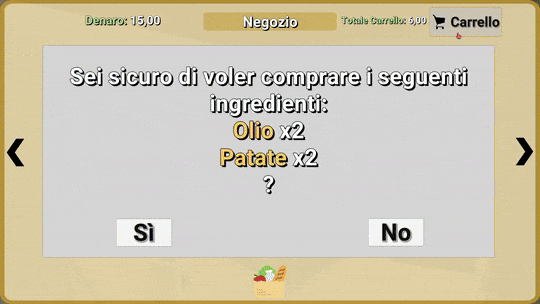 Denaro: 15,00
Negozio
Totale Carrello: 6,00
Carrello
Sei sicuro di voler comprare i seguenti
ingredienti:
Olio x2
Patate x2
?
Sì
No